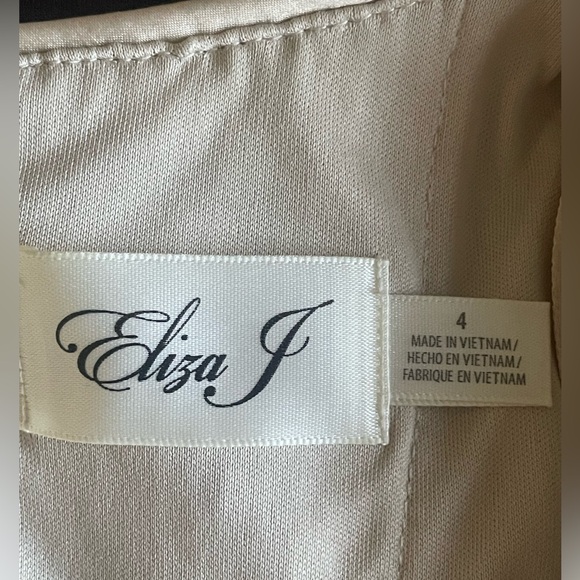 Eliza J
4
MADE IN VIETNAM/
HECHO EN VIETNAM/
FABRIQUE EN VIETNAM